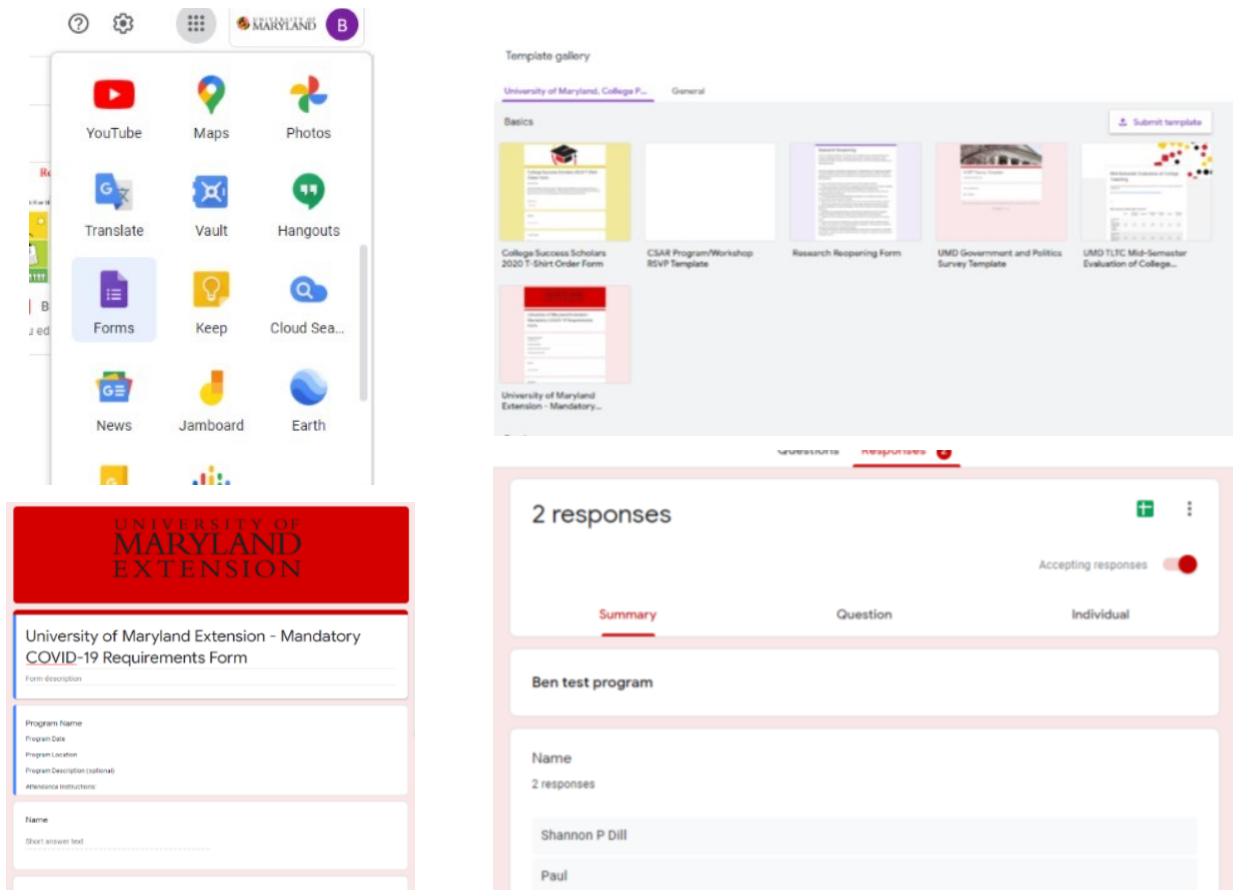 UNIVERSITY OF
MARYLAND
B
YouTube Maps Photos
Re
Translate Vault Hangouts
B
u ed
Forms Keep Cloud Sea...
News Jamboard Earth
Template gallery
University of Maryland, College P... General
Basics
Submit template
College Success Scholars
2020 T-Shirt Order Form
CSAR Program/Workshop
RSVP Template
Research Reopening Form
UMD Government and Politics
Survey Template
UMD TLTC Mid-Semester
Evaluation of College...
University of Maryland
Extension - Mandatory...
UNIVERSITY OF
MARYLAND
EXTENSION
University of Maryland Extension - Mandatory
COVID-19 Requirements Form
Form description
Program Name
Program Date
Program Location
Program Description (optional)
Attendance Instructions:
Name
Short answer text
Questions Responses 2
2 responses
Accepting responses
Summary Question Individual
Ben test program
Name
2 responses
Shannon P Dill
Paul